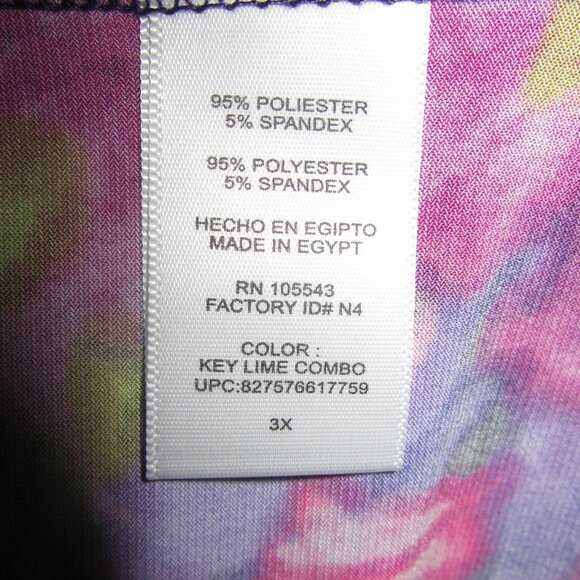 95% POLIESTER
5% SPANDEX
95% POLYESTER
5% SPANDEX
HECHO EN EGIPTO
MADE IN EGYPT
RN 105543
FACTORY ID# N4
COLOR :
KEY LIME COMBO
UPC:827576617759
3X